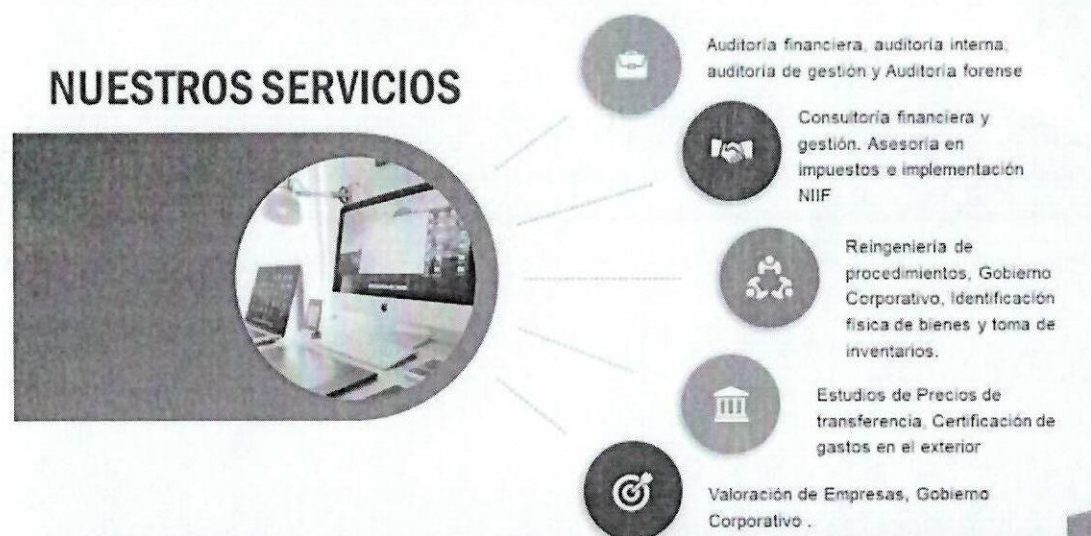 NUESTROS SERVICIOS
Auditoría financiera, auditoría interna,
auditoría de gestión y Auditoría forense
Consultoría financiera y
gestión. Asesoría en
impuestos e implementación
NIIF
Reingeniería de
procedimientos, Gobierno
Corporativo, Identificación
física de bienes y toma de
inventarios.
Estudios de Precios de
transferencia, Certificación de
gastos en el exterior
Valoración de Empresas, Gobierno
Corporativo .